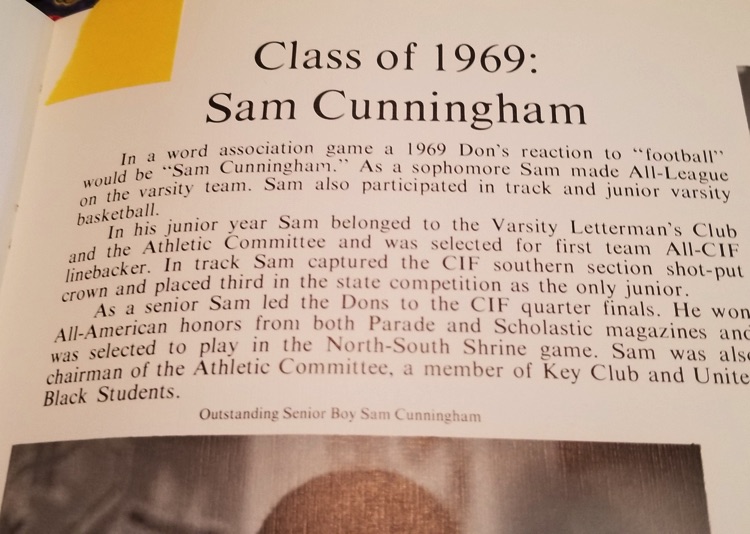 Class of 1969:
Sam Cunningham
In a word association game a 1969 Don's reaction to "football"
would be "Sam Cunningham." As a sophomore Sam made All-League
on the varsity team. Sam also participated in track and junior varsity
basketball.
In his junior year Sam belonged to the Varsity Letterman's Club
and the Athletic Committee and was selected for first team All-CIF
linebacker. In track Sam captured the CIF southern section shot-put
crown and placed third in the state competition as the only junior.
As a senior Sam led the Dons to the CIF quarter finals. He won
All-American honors from both Parade and Scholastic magazines and
was selected to play in the North-South Shrine game. Sam was also
chairman of the Athletic Committee, a member of Key Club and Unite
Black Students.
Outstanding Senior Boy Sam Cunningham